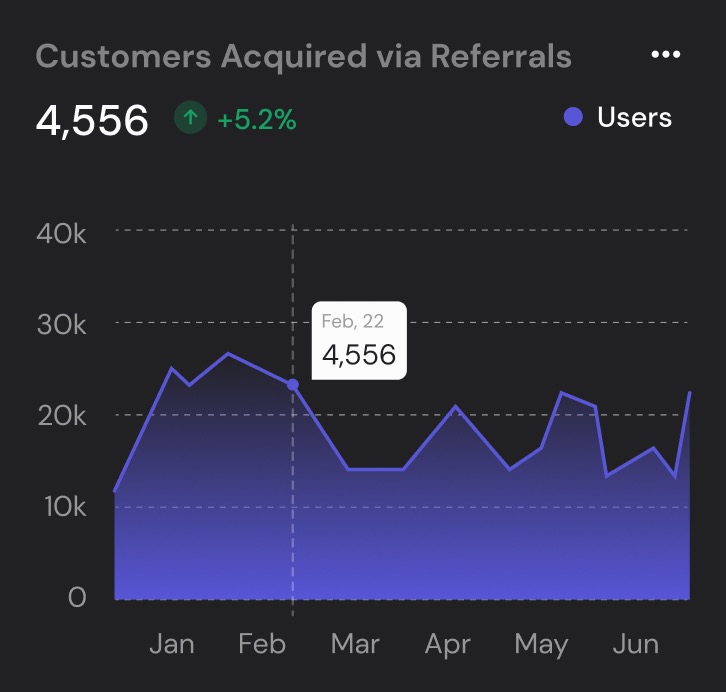 Customers Acquired via Referrals •••
4,556 ↑ +5.2% Users
40k
30k
Feb, 22
4,556
20k
10k
0
Jan Feb Mar Apr May Jun